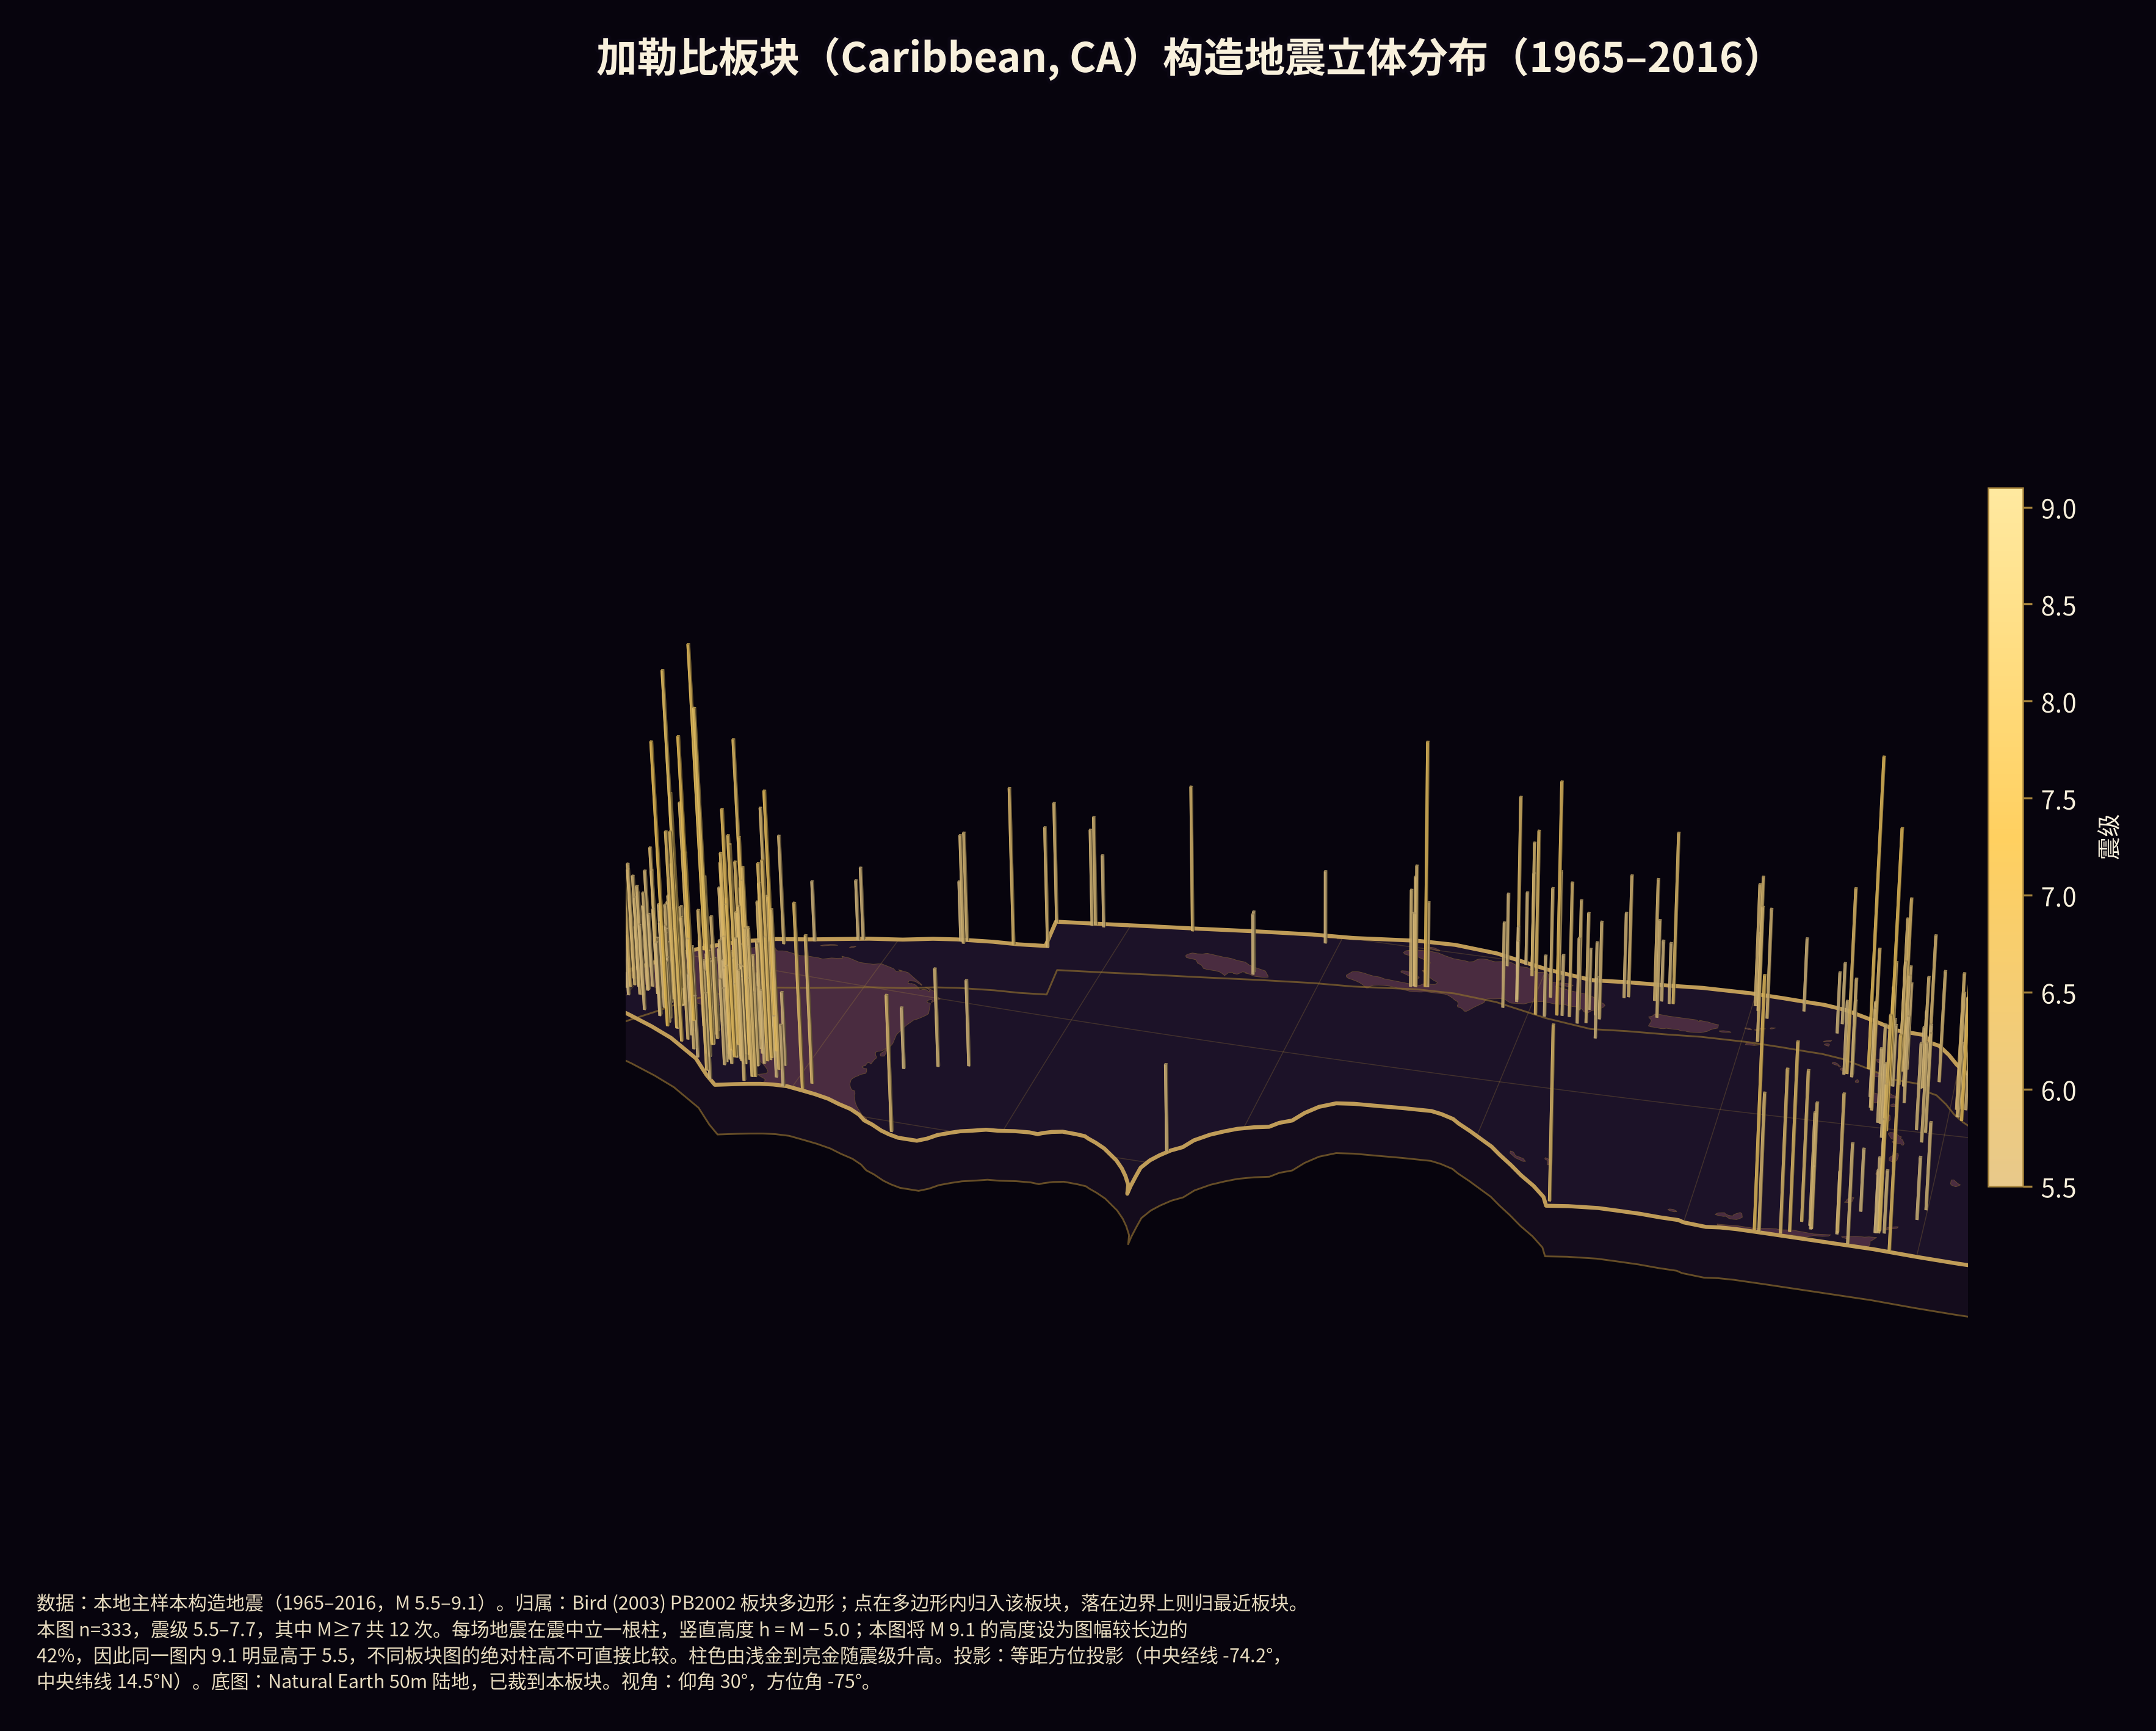 加勒比板块（Caribbean, CA）构造地震立体分布（1965–2016）
9.0
8.5
8.0
7.5
7.0
6.5
6.0
5.5
震级
数据：本地主样本构造地震（1965–2016，M 5.5–9.1）。归属：Bird (2003) PB2002 板块多边形；点在多边形内归入该板块，落在边界上则归最近板块。
本图 n=333，震级 5.5–7.7，其中 M≥7 共 12 次。每场地震在震中立一根柱，竖直高度 h = M − 5.0；本图将 M 9.1 的高度设为图幅较长边的
42%，因此同一图内 9.1 明显高于 5.5，不同板块图的绝对柱高不可直接比较。柱色由浅金到亮金随震级升高。投影：等距方位投影（中央经线 -74.2°，
中央纬线 14.5°N）。底图：Natural Earth 50m 陆地，已裁到本板块。视角：仰角 30°，方位角 -75°。